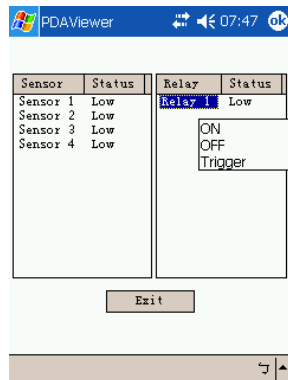 PDAViewer 07:47 ok
Sensor Status
Sensor 1 Low
Sensor 2 Low
Sensor 3 Low
Sensor 4 Low
Relay Status
Relay 1 Low
ON
OFF
Trigger
Exit